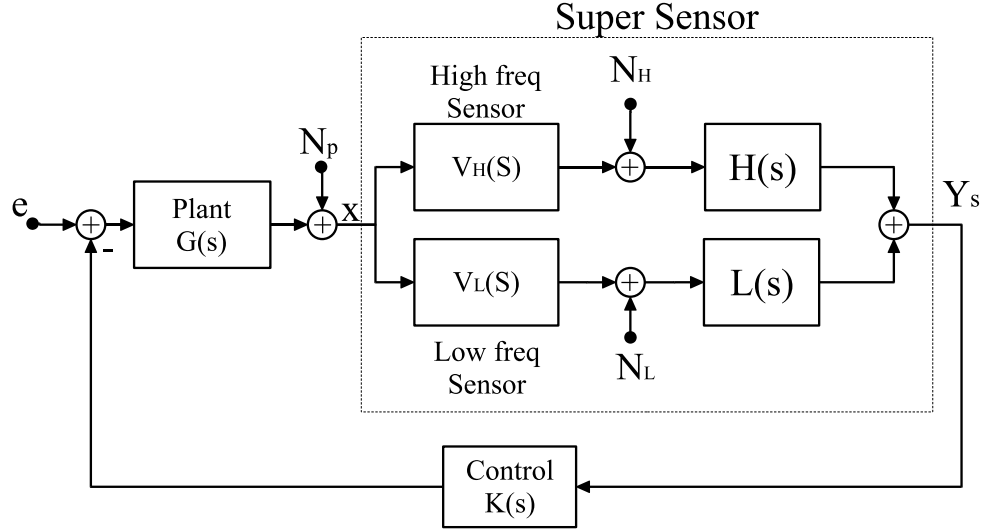 Super Sensor
High freq
Sensor
NH
Np
VH(S)
H(s)
e
Plant
G(s)
x
Ys
-
VL(S)
L(s)
Low freq
Sensor
NL
Control
K(s)